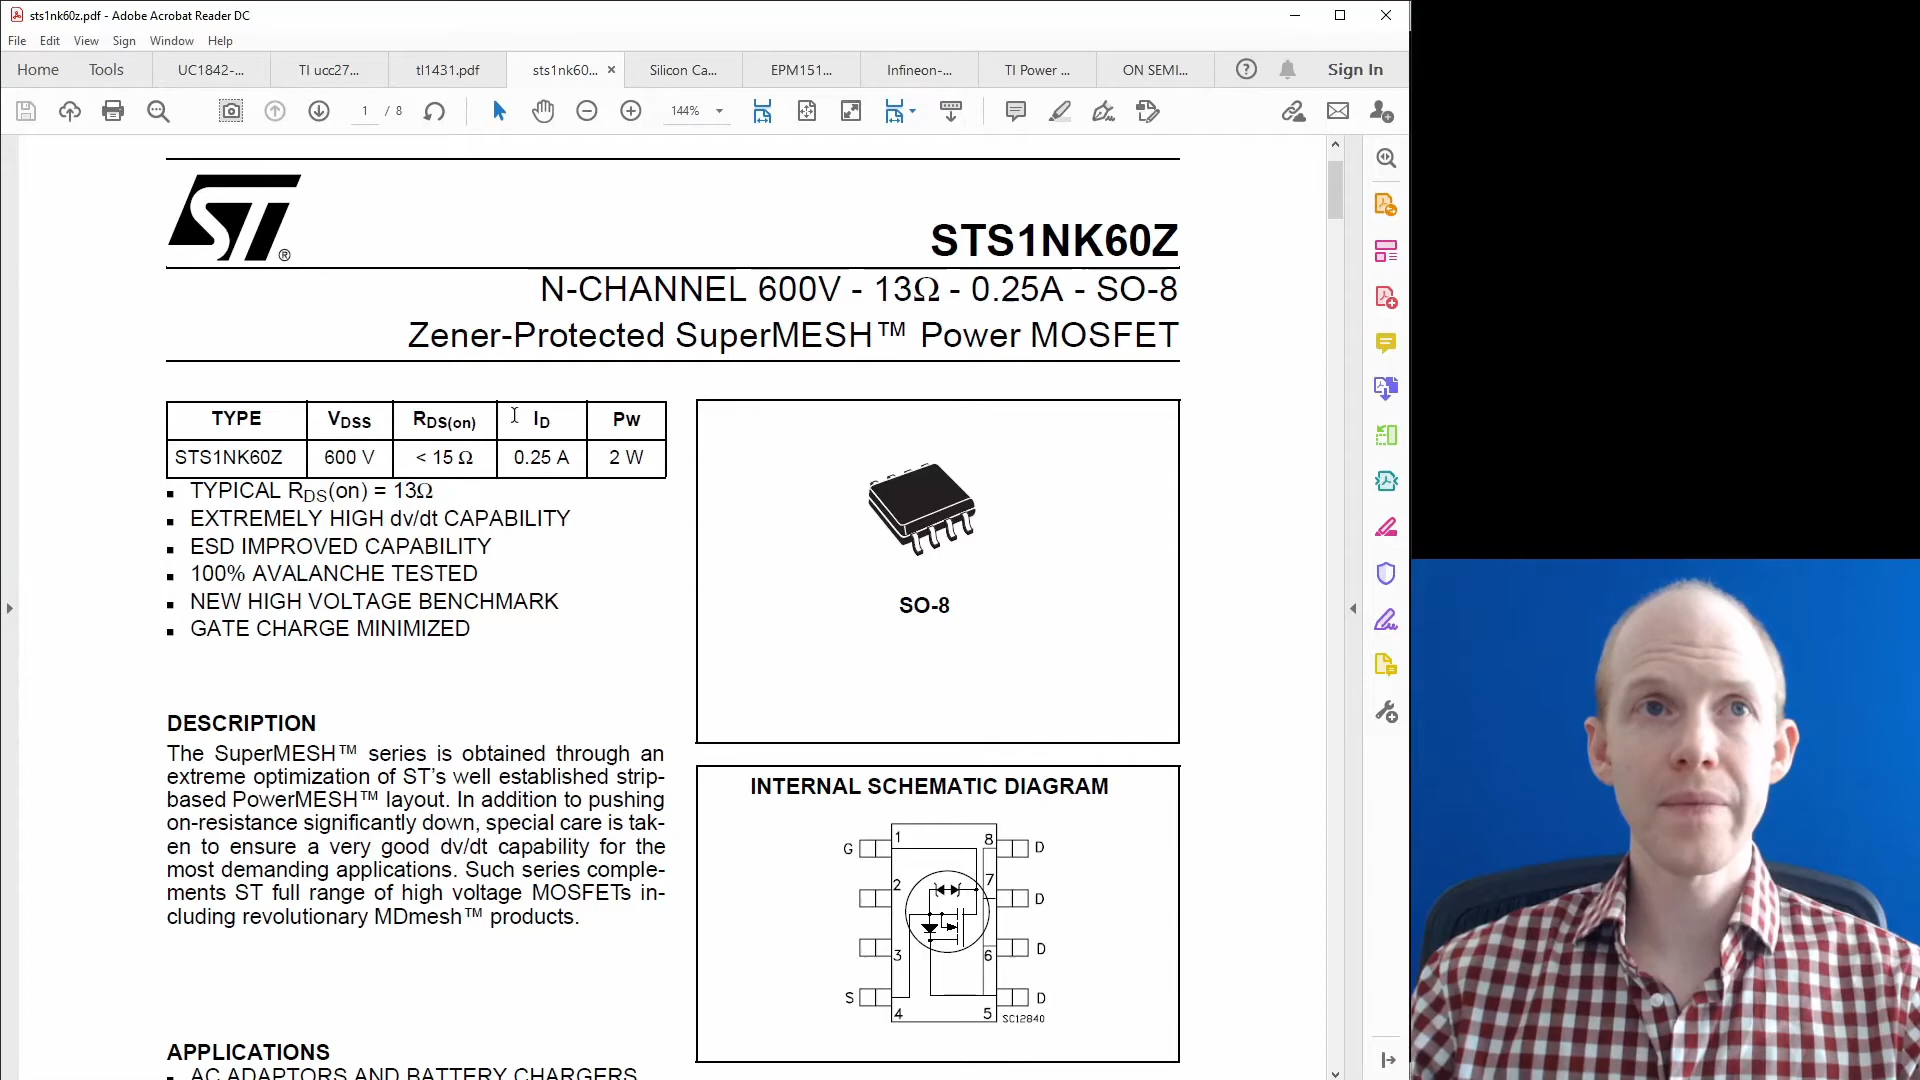 sts1nk60z.pdf - Adobe Acrobat Reader DC
File Edit View Sign Window Help
Home Tools UC1842-... TI ucc27... tl1431.pdf sts1nk60... × Silicon Ca... EPM151... Infineon-... TI Power ... ON SEMI... Sign In
1 / 8 144%
ST®
STS1NK60Z
N-CHANNEL 600V - 13Ω - 0.25A - SO-8
Zener-Protected SuperMESH™ Power MOSFET
TYPE VDSS RDS(on) ID Pw
STS1NK60Z 600 V < 15 Ω 0.25 A 2 W
▪ TYPICAL RDS(on) = 13Ω
▪ EXTREMELY HIGH dv/dt CAPABILITY
▪ ESD IMPROVED CAPABILITY
▪ 100% AVALANCHE TESTED
▪ NEW HIGH VOLTAGE BENCHMARK
▪ GATE CHARGE MINIMIZED
SO-8
DESCRIPTION
The SuperMESH™ series is obtained through an
extreme optimization of ST's well established strip-
based PowerMESH™ layout. In addition to pushing
on-resistance significantly down, special care is tak-
en to ensure a very good dv/dt capability for the
most demanding applications. Such series comple-
ments ST full range of high voltage MOSFETs in-
cluding revolutionary MDmesh™ products.
INTERNAL SCHEMATIC DIAGRAM
G 1 8 D
2 7 D
3 6 D
S 4 5 D
SC12840
APPLICATIONS
▪ AC ADAPTORS AND BATTERY CHARGERS